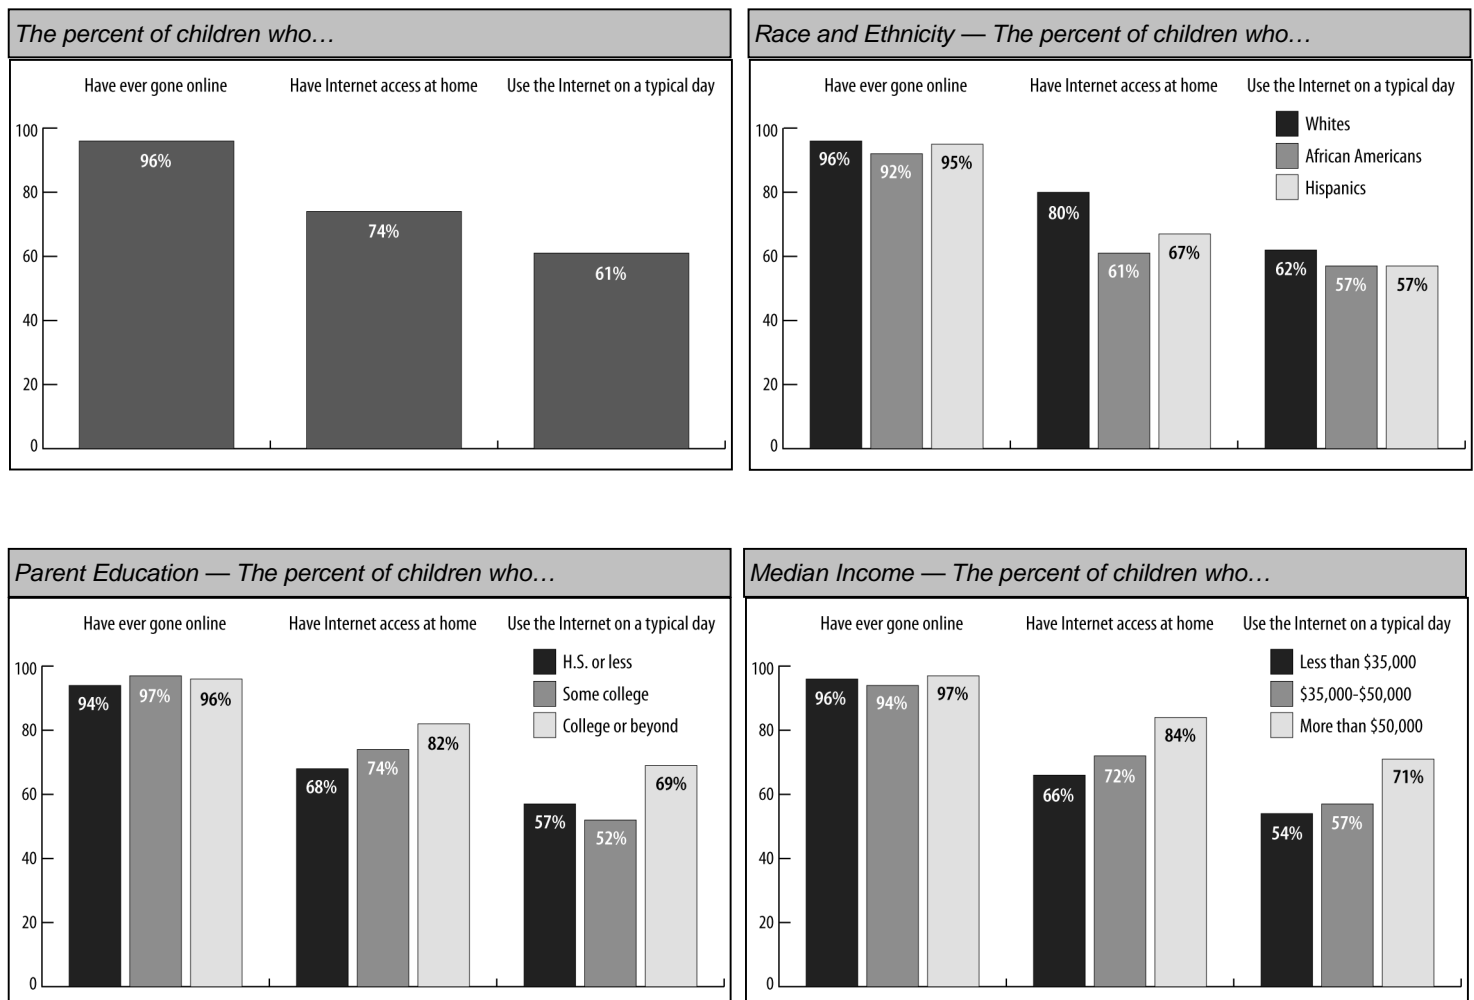 The percent of children who…
Have ever gone online Have Internet access at home Use the Internet on a typical day
100
80
60
40
20
0
96%
74%
61%
Race and Ethnicity — The percent of children who…
Have ever gone online Have Internet access at home Use the Internet on a typical day
Whites
African Americans
Hispanics
100
80
60
40
20
0
96% 92% 95%
80% 61% 67%
62% 57% 57%
Parent Education — The percent of children who…
Have ever gone online Have Internet access at home Use the Internet on a typical day
H.S. or less
Some college
College or beyond
100
80
60
40
20
0
94% 97% 96%
68% 74% 82%
57% 52% 69%
Median Income — The percent of children who…
Have ever gone online Have Internet access at home Use the Internet on a typical day
Less than $35,000
$35,000-$50,000
More than $50,000
100
80
60
40
20
0
96% 94% 97%
66% 72% 84%
54% 57% 71%